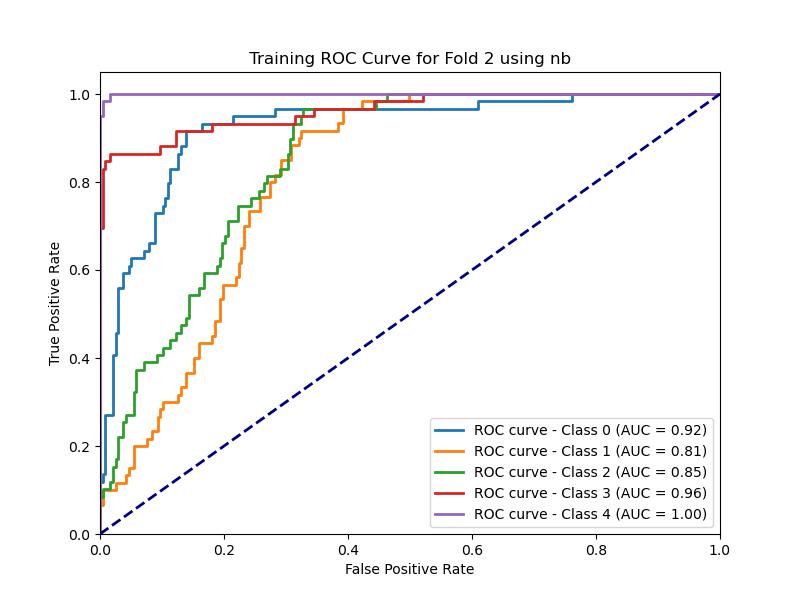 Training ROC Curve for Fold 2 using nb
1.0
0.8
0.6
0.4
0.2
0.0
True Positive Rate
ROC curve - Class 0 (AUC = 0.92)
ROC curve - Class 1 (AUC = 0.81)
ROC curve - Class 2 (AUC = 0.85)
ROC curve - Class 3 (AUC = 0.96)
ROC curve - Class 4 (AUC = 1.00)
0.0 0.2 0.4 0.6 0.8 1.0
False Positive Rate